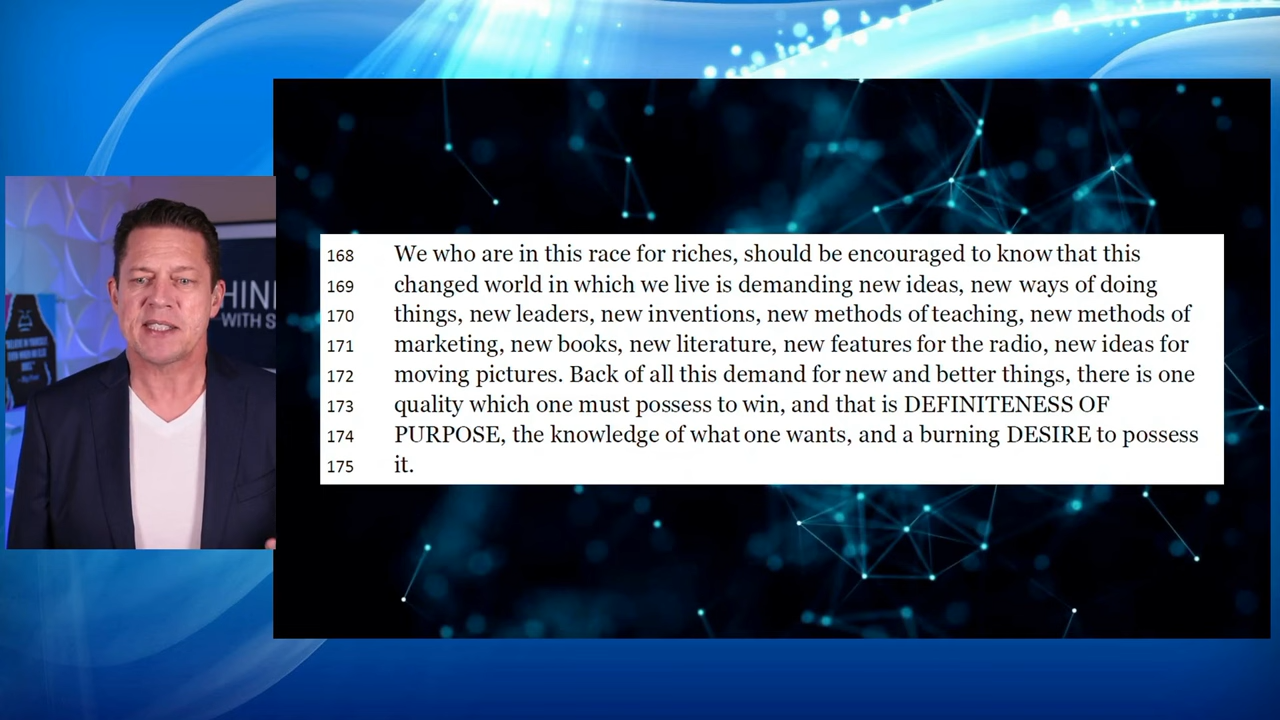 HIN
WITH S
168 We who are in this race for riches, should be encouraged to know that this
169 changed world in which we live is demanding new ideas, new ways of doing
170 things, new leaders, new inventions, new methods of teaching, new methods of
171 marketing, new books, new literature, new features for the radio, new ideas for
172 moving pictures. Back of all this demand for new and better things, there is one
173 quality which one must possess to win, and that is DEFINITENESS OF
174 PURPOSE, the knowledge of what one wants, and a burning DESIRE to possess
175 it.